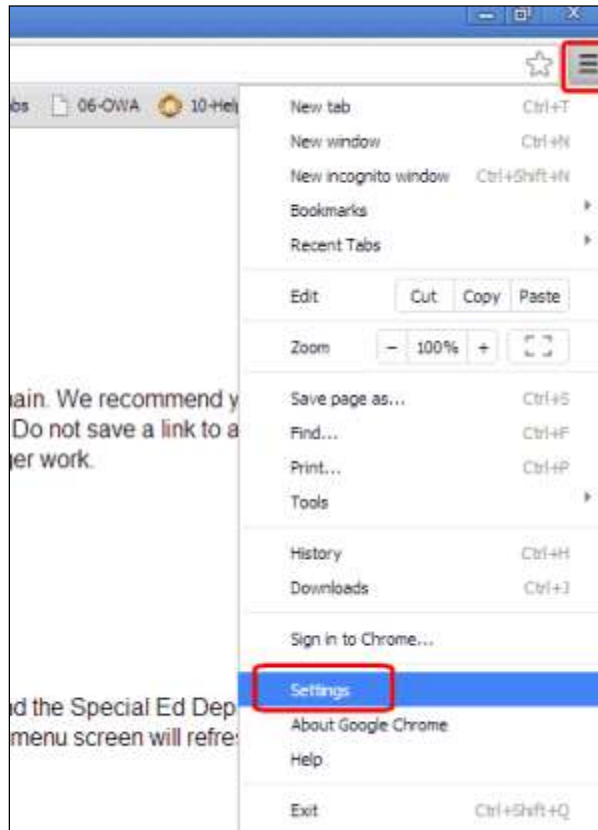 bs 06-OWA 10-Hel
New tab Ctrl+T
New window Ctrl+N
New incognito window Ctrl+Shift+N
Bookmarks
Recent Tabs
Edit Cut Copy Paste
Zoom - 100% +
Save page as... Ctrl+S
Find... Ctrl+F
Print... Ctrl+P
Tools
History Ctrl+H
Downloads Ctrl+J
Sign in to Chrome...
Settings
About Google Chrome
Help
Exit Ctrl+Shift+Q
ain. We recommend y
Do not save a link to a
er work.
d the Special Ed Dep
menu screen will refre